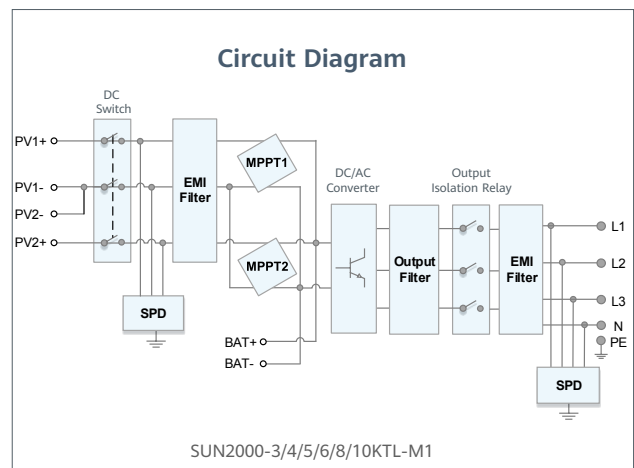 Circuit Diagram
DC
Switch
PV1+
PV1-
PV2-
PV2+
EMI
Filter
SPD
MPPT1
MPPT2
BAT+
BAT-
DC/AC
Converter
Output
Filter
Output
Isolation Relay
EMI
Filter
L1
L2
L3
N
PE
SPD
SUN2000-3/4/5/6/8/10KTL-M1